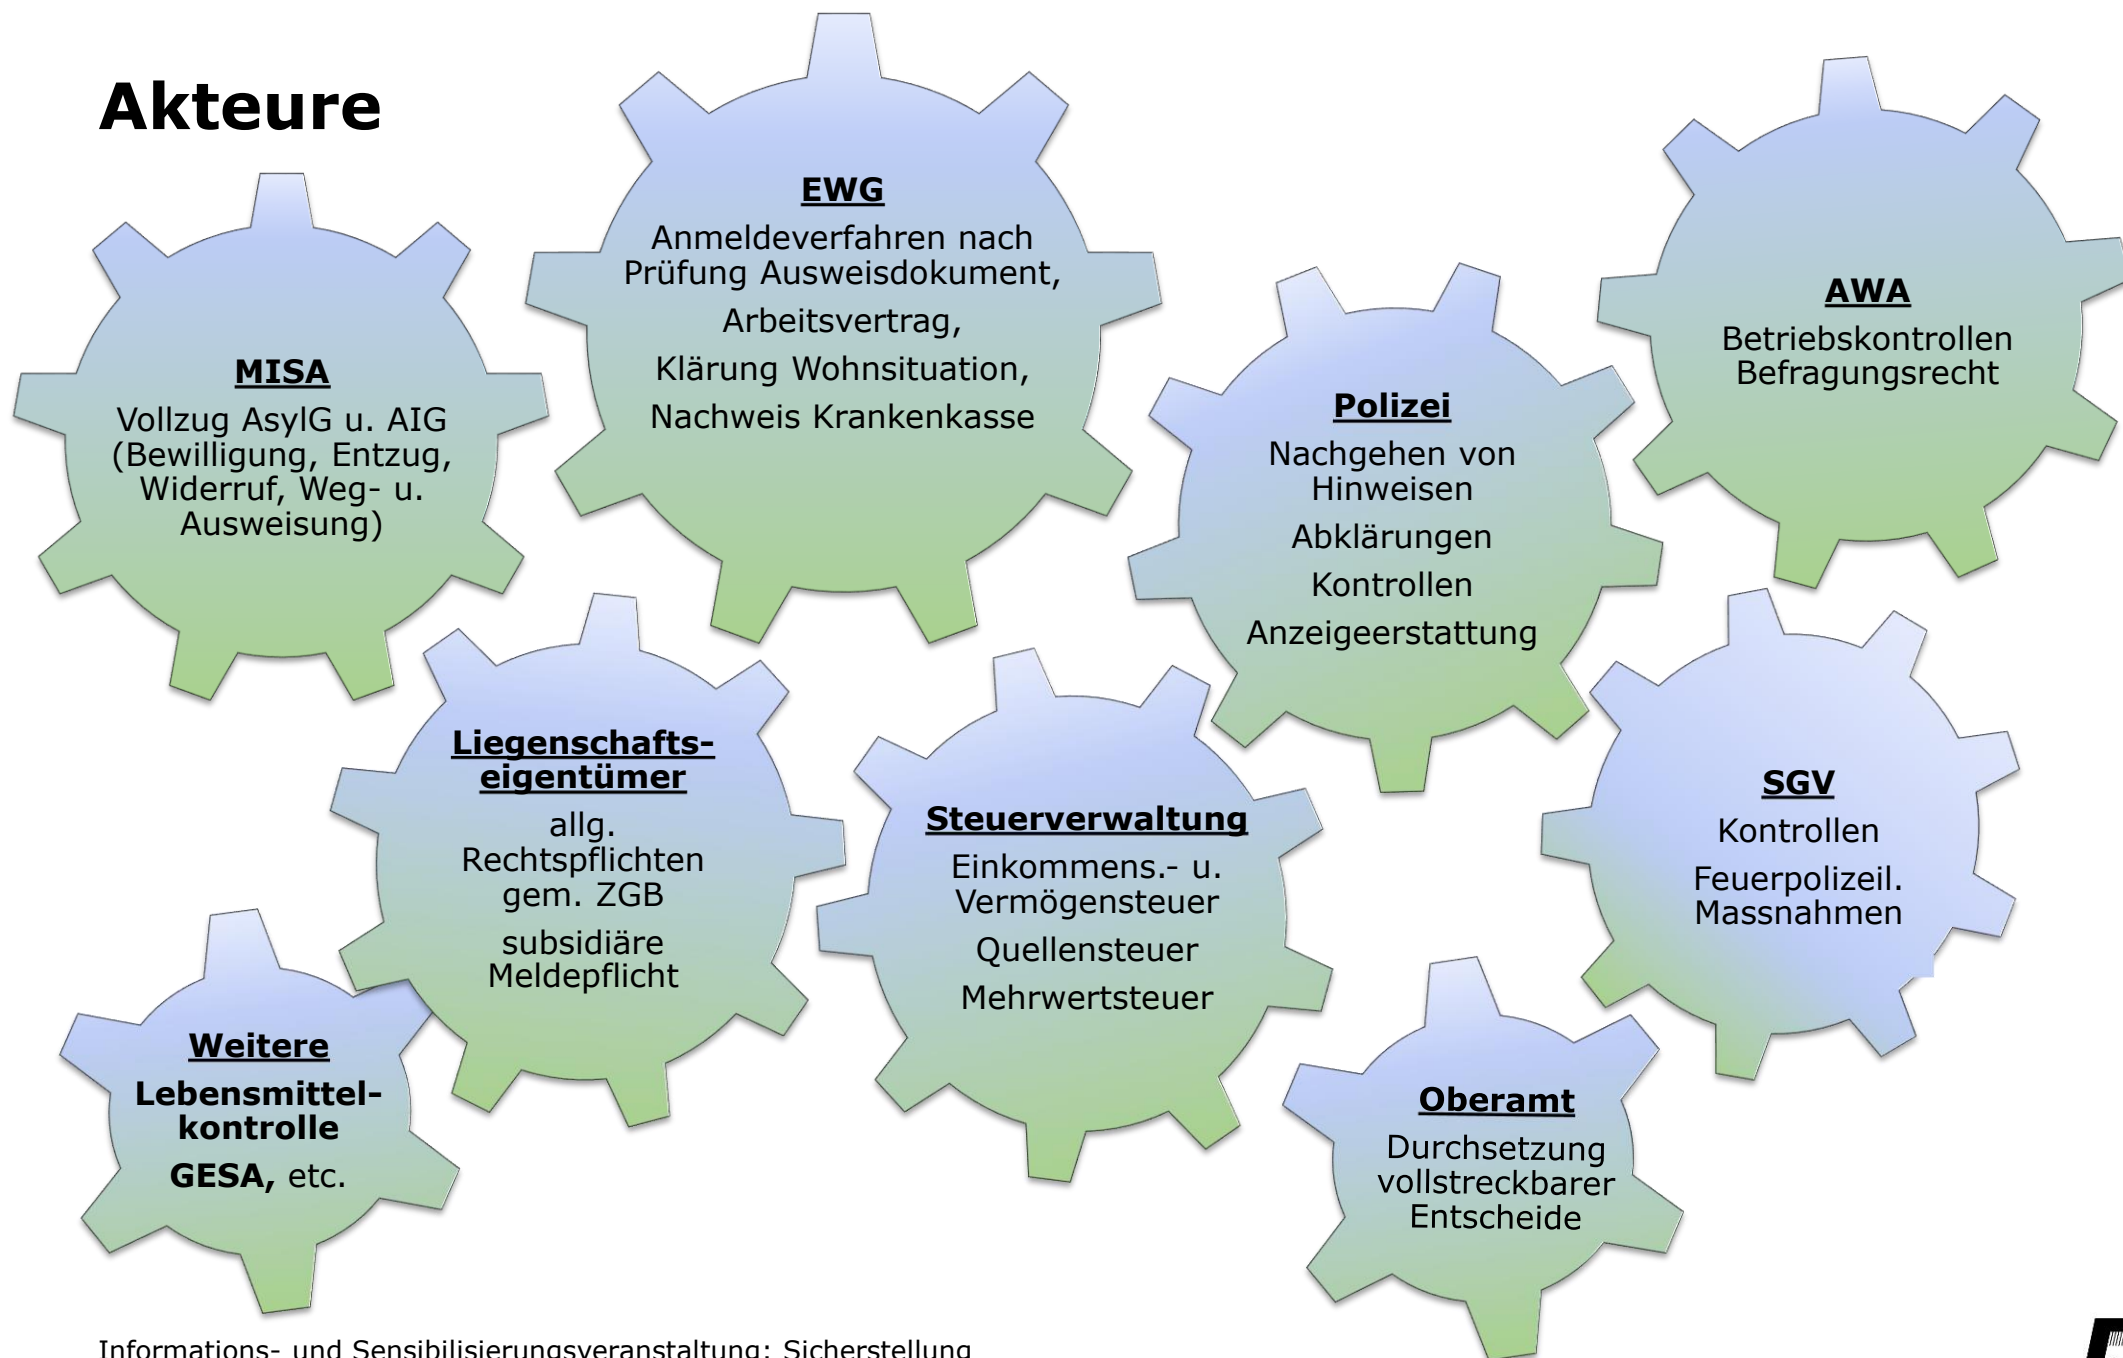 Akteure
EWG
Anmeldeverfahren nach
Prüfung Ausweisdokument,
Arbeitsvertrag,
Klärung Wohnsituation,
Nachweis Krankenkasse
AWA
Betriebskontrollen
Befragungsrecht
MISA
Vollzug AsylG u. AIG
(Bewilligung, Entzug,
Widerruf, Weg- u.
Ausweisung)
Polizei
Nachgehen von
Hinweisen
Abklärungen
Kontrollen
Anzeigeerstattung
Liegenschafts-
eigentümer
allg.
Rechtspflichten
gem. ZGB
subsidiäre
Meldepflicht
Steuerverwaltung
Einkommens.- u.
Vermögensteuer
Quellensteuer
Mehrwertsteuer
SGV
Kontrollen
Feuerpolizeil.
Massnahmen
Weitere
Lebensmittel-
kontrolle
GESA, etc.
Oberamt
Durchsetzung
vollstreckbarer
Entscheide
Informations- und Sensibilisierungsveranstaltung: Sicherstellung